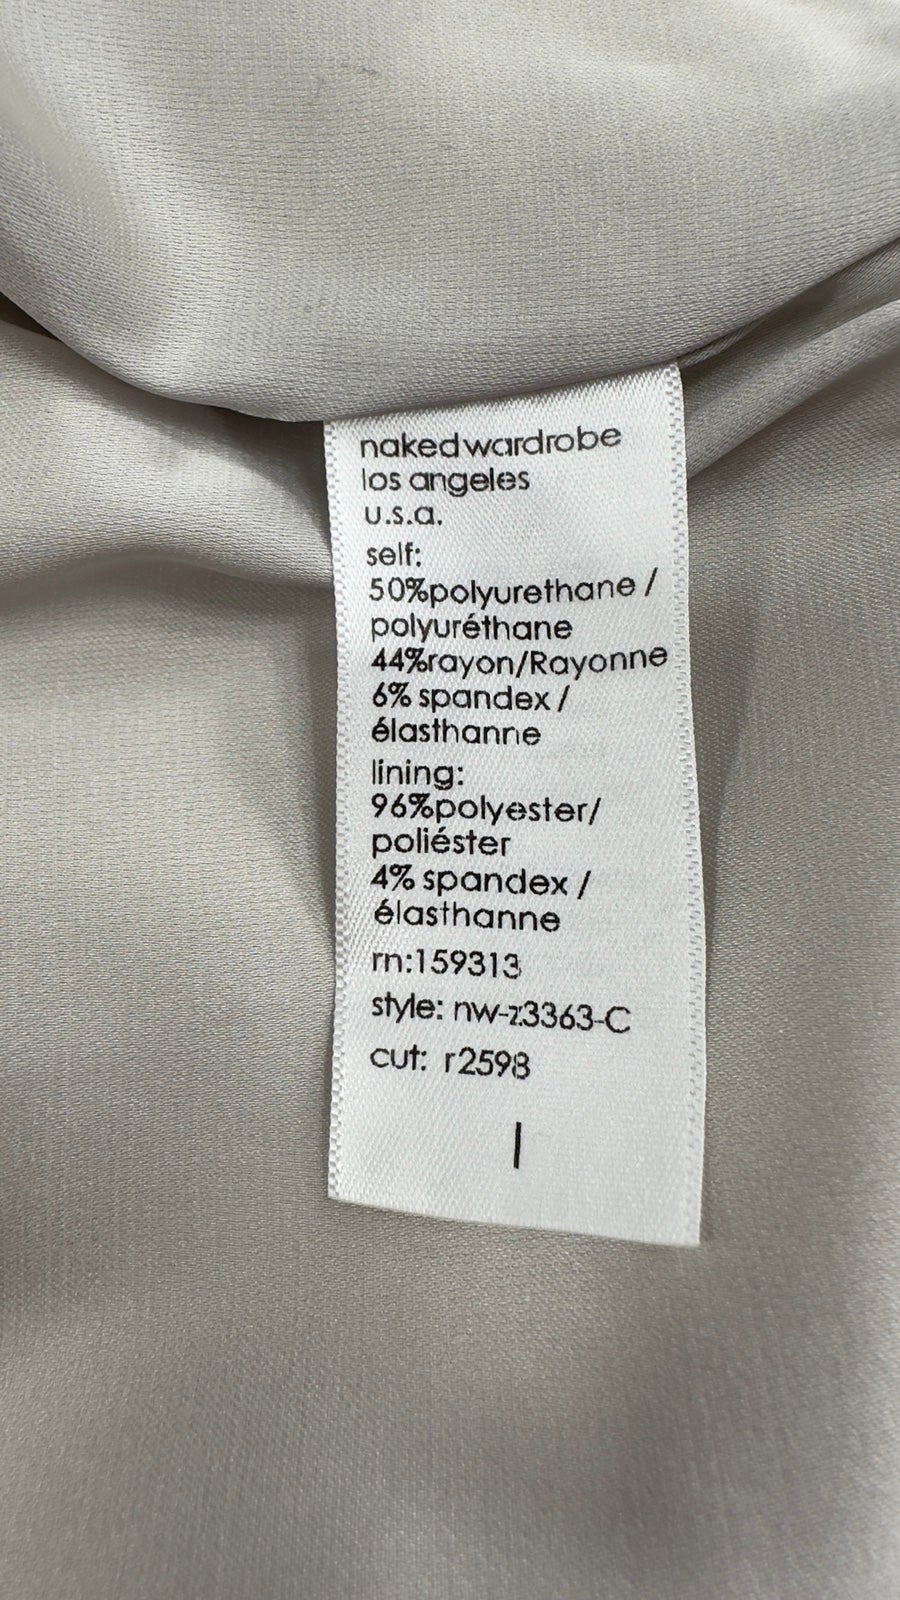 nakedwardrobe
los angeles
u.s.a.
self:
50%polyurethane /
polyuréthane
44%rayon/Rayonne
6% spandex /
élasthanne
lining:
96%polyester/
poliéster
4% spandex /
élasthanne
rn:159313
style: nw-z3363-C
cut: r2598
l